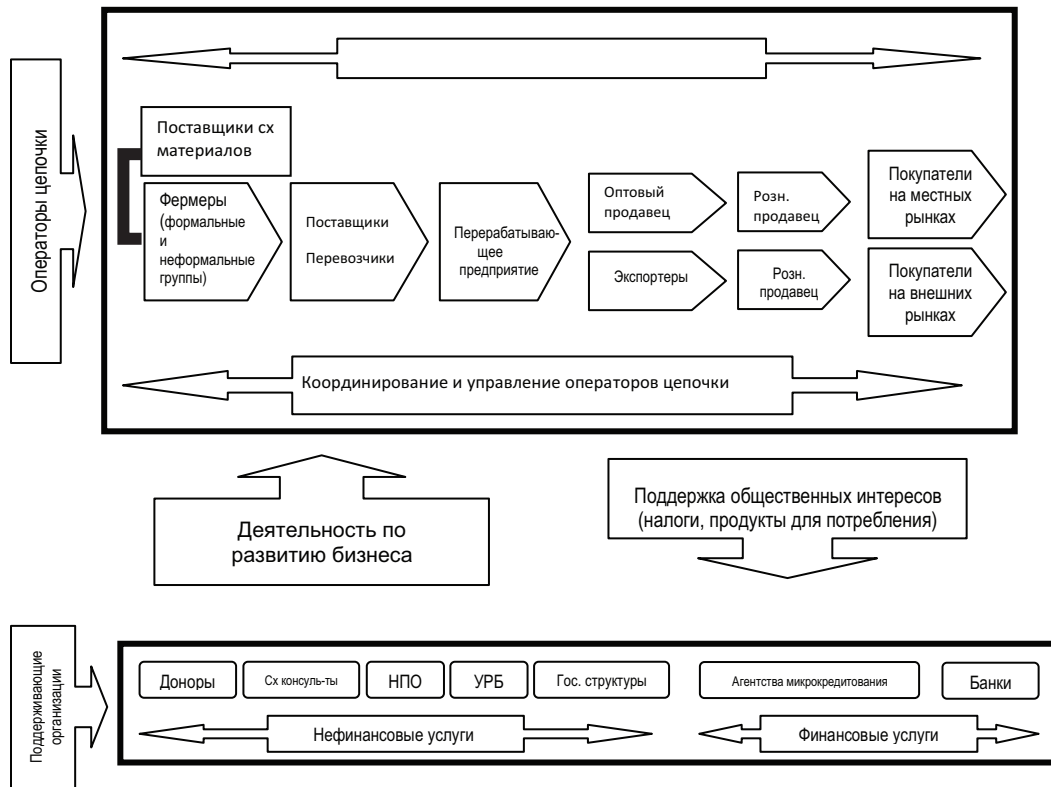 Операторы цепочки
Поставщики сх
материалов
Фермеры
(формальные
и
неформальные
группы)
Поставщики
Перевозчики
Перерабатываю-
щее
предприятие
Оптовый
продавец
Розн.
продавец
Покупатели
на местных
рынках
Экспортеры
Розн.
продавец
Покупатели
на внешних
рынках
Координирование и управление операторов цепочки
Деятельность по
развитию бизнеса
Поддержка общественных интересов
(налоги, продукты для потребления)
Поддерживающие
организации
Доноры
Сх консуль-ты
НПО
УРБ
Гос. структуры
Агентства микрокредитования
Банки
Нефинансовые услуги
Финансовые услуги